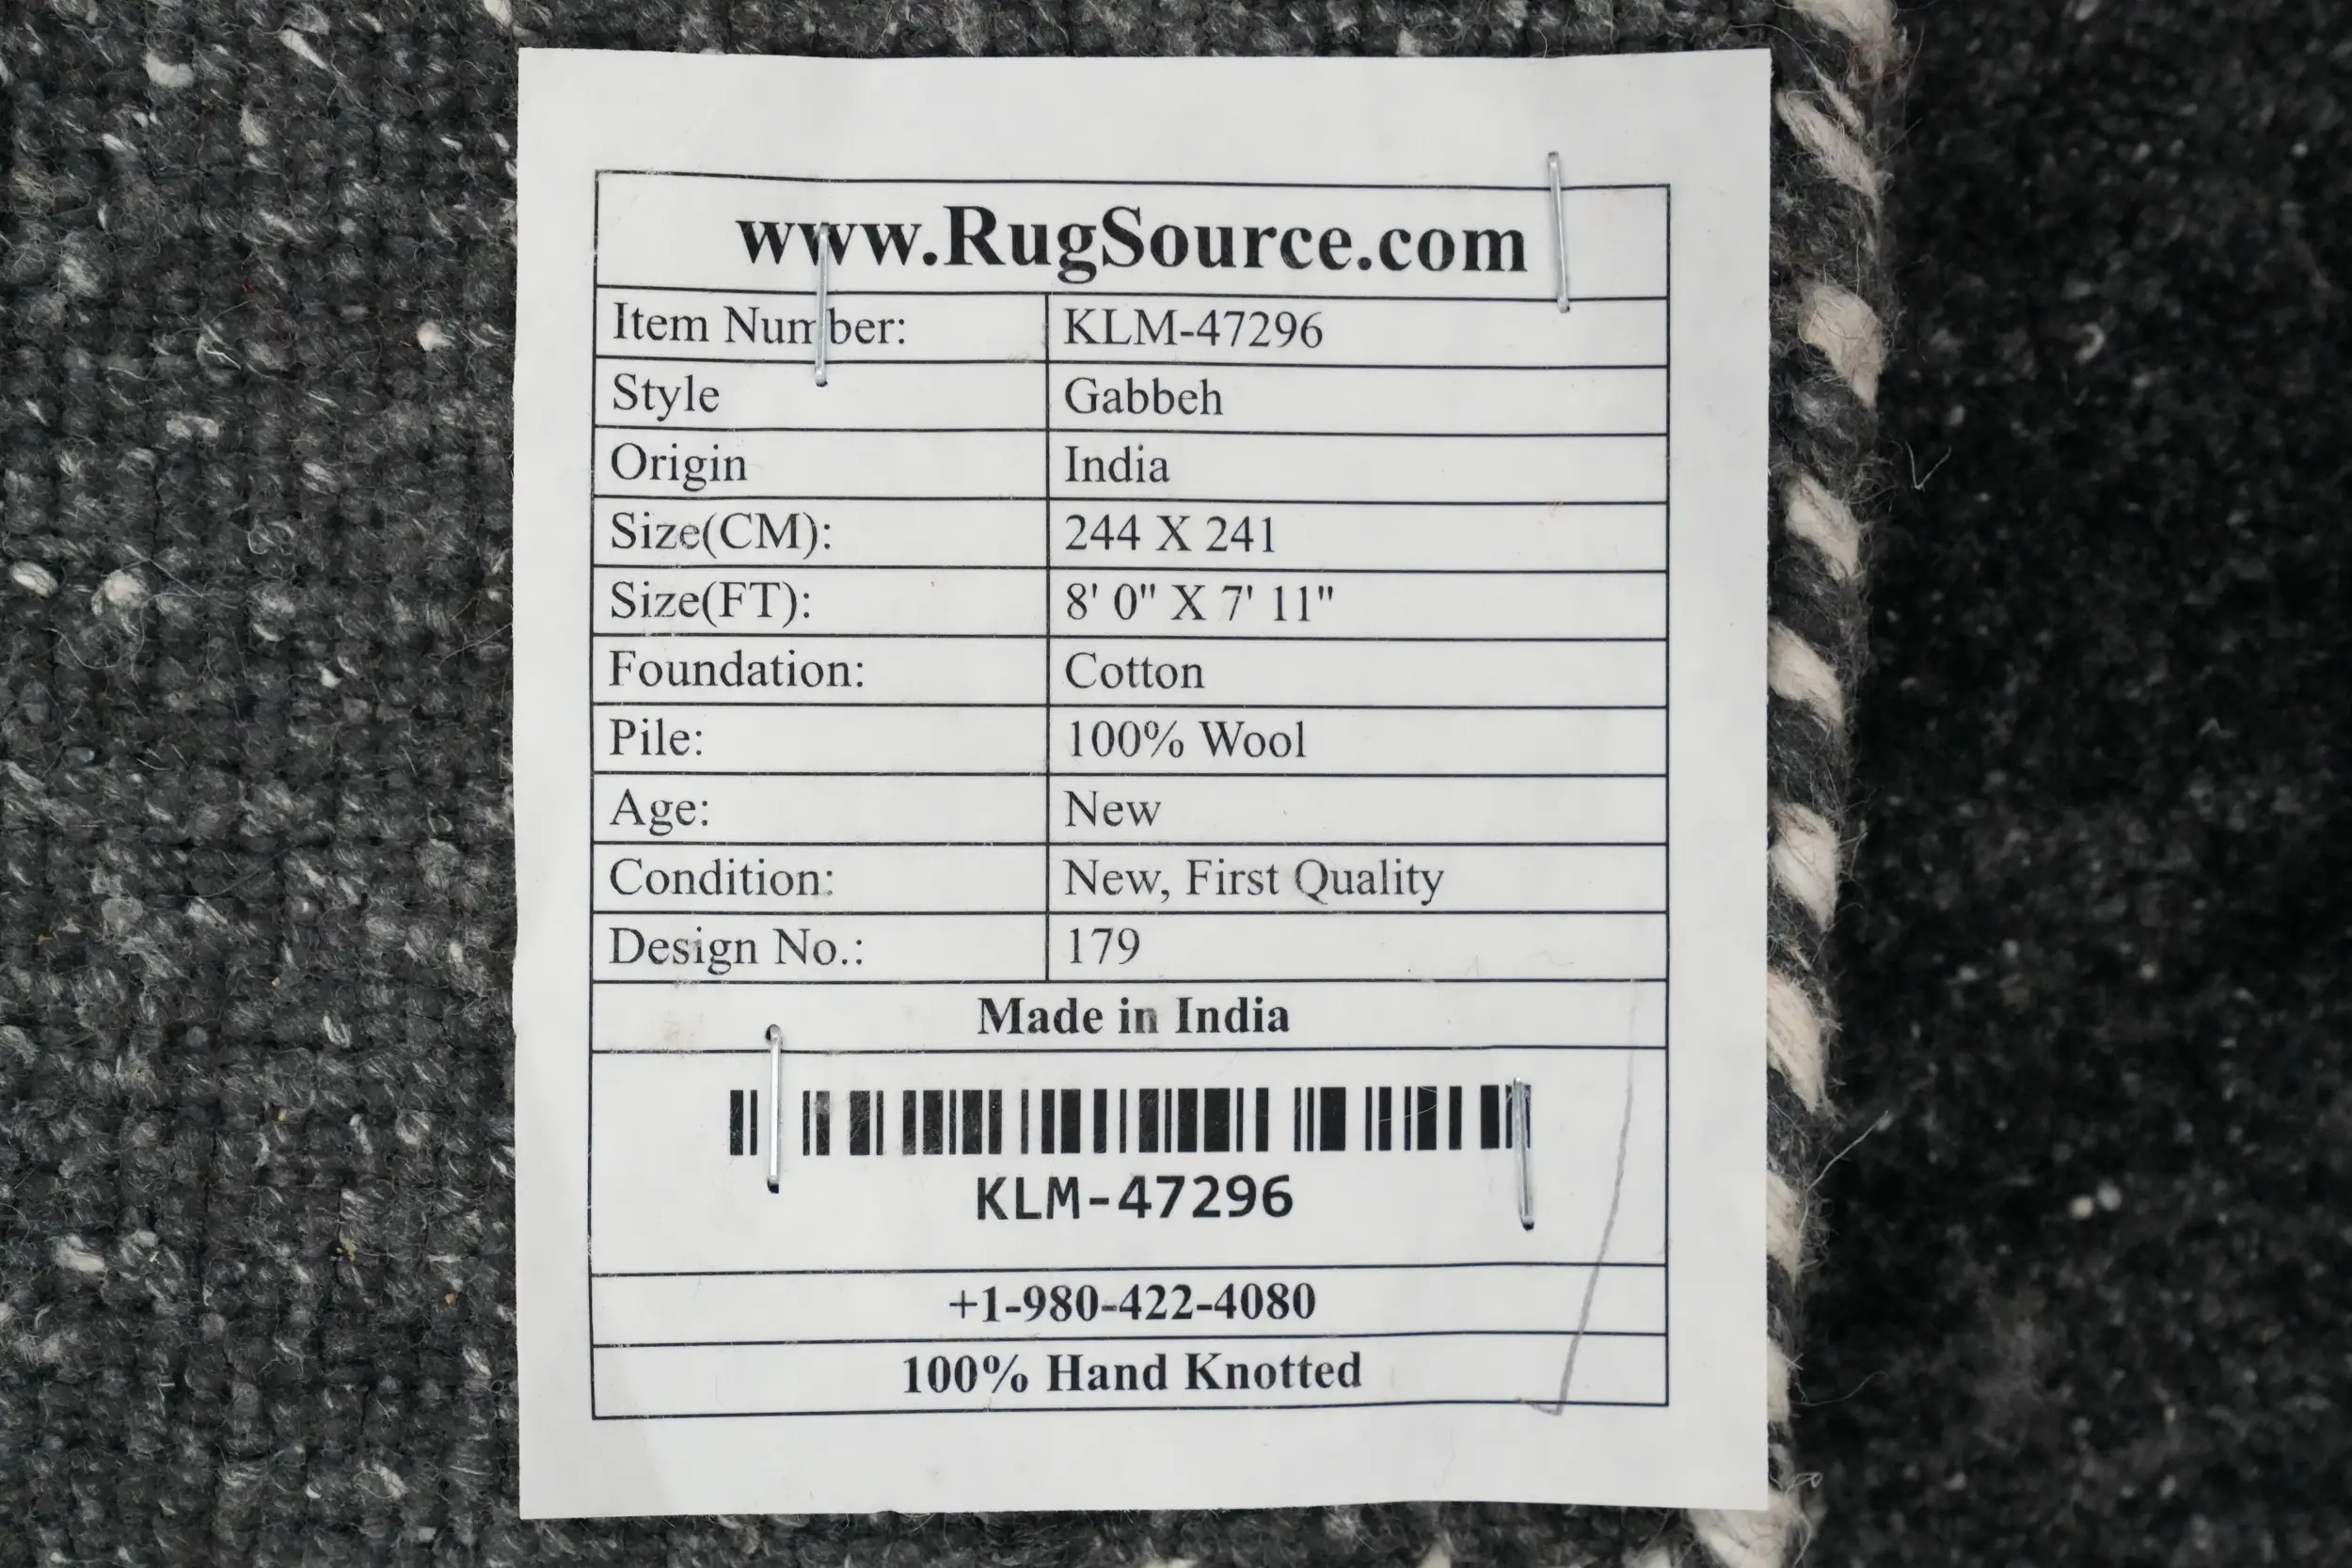 www.RugSource.com
Item Number: KLM-47296
Style Gabbeh
Origin India
Size(CM): 244 X 241
Size(FT): 8' 0" X 7' 11"
Foundation: Cotton
Pile: 100% Wool
Age: New
Condition: New, First Quality
Design No.: 179
Made in India
KLM-47296
+1-980-422-4080
100% Hand Knotted